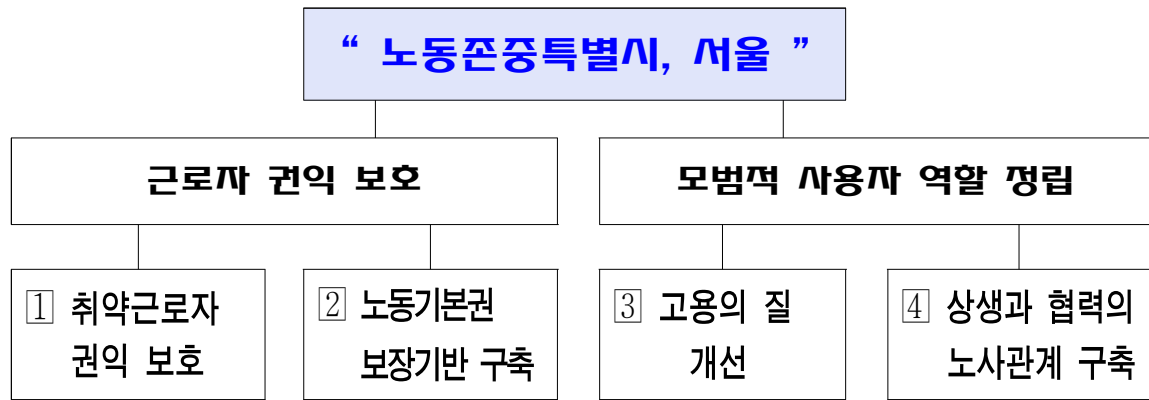 “ 노동존중특별시, 서울 ”
근로자 권익 보호
모범적 사용자 역할 정립
1 취약근로자
권익 보호
2 노동기본권
보장기반 구축
3 고용의 질
개선
4 상생과 협력의
노사관계 구축